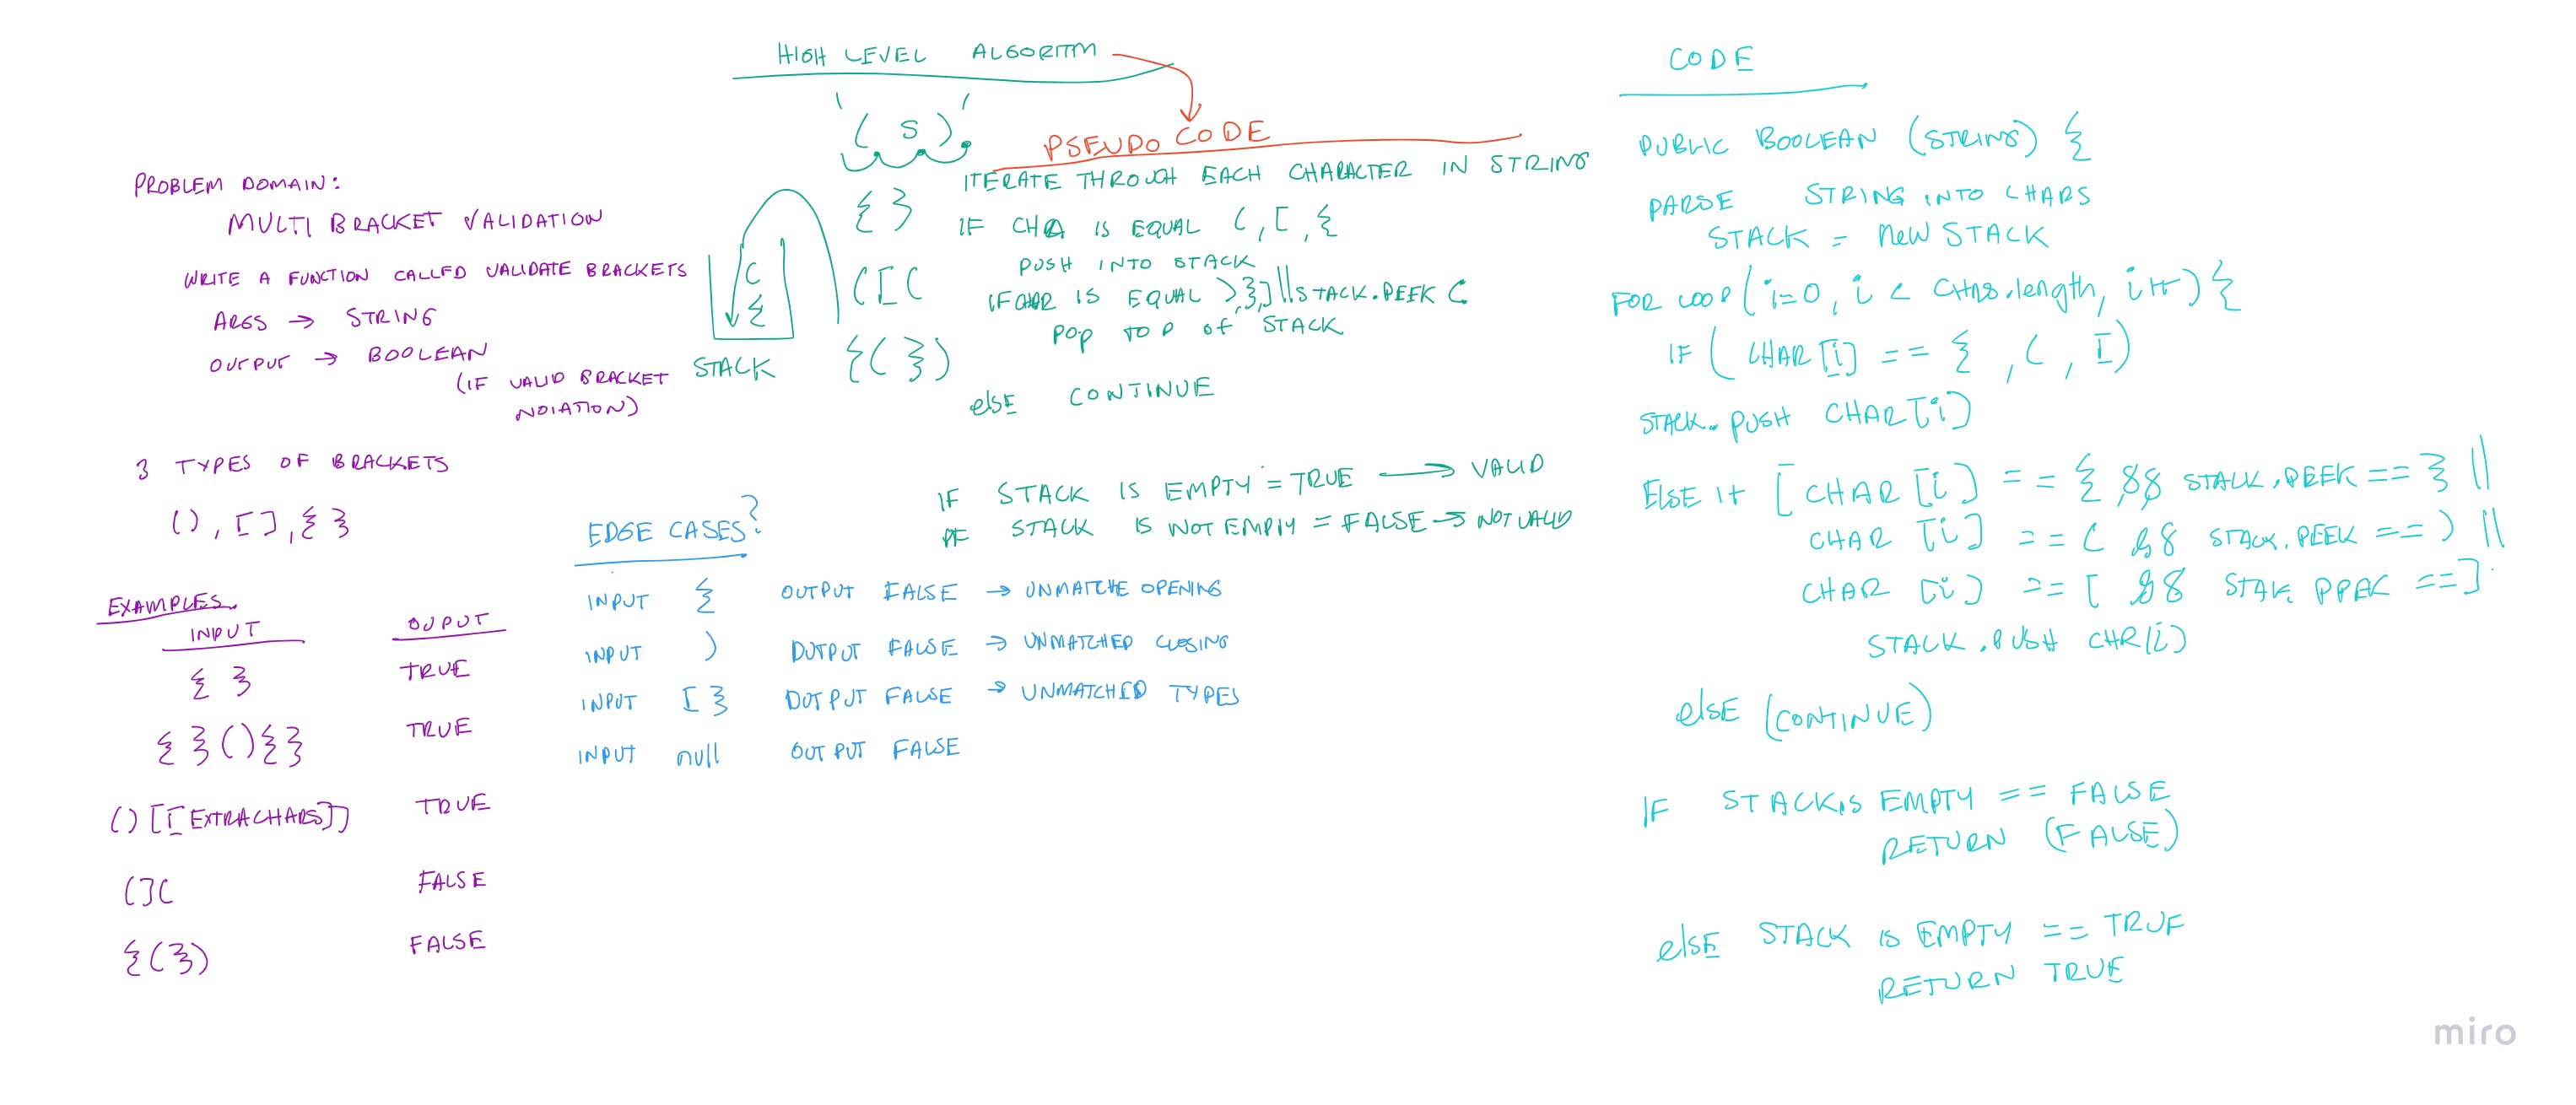 PROBLEM DOMAIN:
MULTI BRACKET VALIDATION
WRITE A FUNCTION CALLED VALIDATE BRACKETS
ARGS → STRING
OUTPUT → BOOLEAN
(IF VALID BRACKET
NOTATION)
3 TYPES OF BRACKETS
(), [], { }
EXAMPLES
INPUT OUPUT
{ } TRUE
{ } ( ) { } TRUE
( ) [ [ EXTRACHARS ] ] TRUE
( ] ( FALSE
{ ( } ) FALSE
HIGH LEVEL ALGORITM
' ( S ) '
{ }
( [ (
{ ( } )
(
{
STACK
PSEUDO CODE
ITERATE THROUGH EACH CHARACTER IN STRING
IF CHA IS EQUAL (, [, {
PUSH INTO STACK
IF CHAR IS EQUAL ),},] || STACK.PEEK (
POP TOP OF STACK
elsE CONTINUE
IF STACK IS EMPTY = TRUE → VALID
IF STACK IS NOT EMPTY = FALSE → NOT VALID
EDGE CASES?
INPUT { OUTPUT FALSE → UNMATCHE OPENING
INPUT ) OUTPUT FALSE → UNMATCHED CLOSING
INPUT [ } OUTPUT FALSE → UNMATCHED TYPES
INPUT null OUTPUT FALSE
CODE
PUBLIC BOOLEAN (STRING) {
PARSE STRING INTO CHARS
STACK = NEW STACK
FOR LOOP (i=0, i < CHARS.length, i++) {
IF ( CHAR[i] == { , ( , [ )
STACK. PUSH CHAR[i]
ELSE IF [ CHAR [i] == { && STACK.PEEK == } ||
CHAR [i] == ( && STACK.PEEK == ) ||
CHAR [i] == [ && STAK. PPEK == ]
STACK.PUSH CHR(i)
elsE (CONTINUE)
IF STACK.IS EMPTY == FALSE
RETURN (FALSE)
elsE STACK IS EMPTY == TRUE
RETURN TRUE
miro